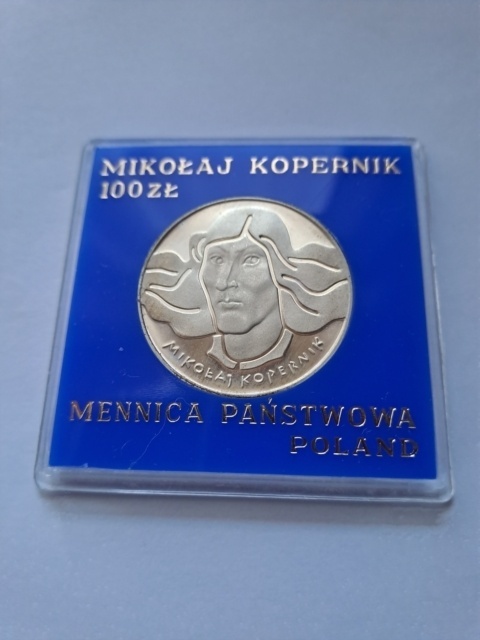 MIKOŁAJ KOPERNIK
100 ZŁ
MIKOŁAJ KOPERNIK
MENNICA PAŃSTWOWA
POLAND